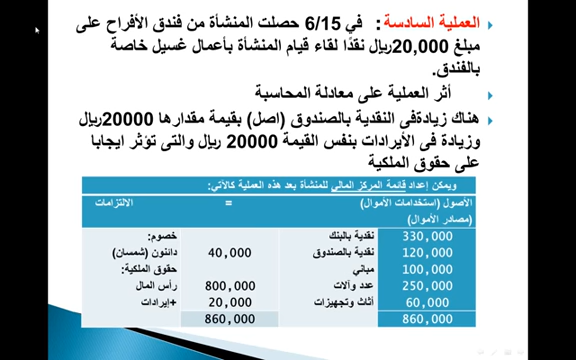 العملية السادسة: في 6/15 حصلت المنشأة من فندق الأفراح على
مبلغ 20,000ريال نقدًا لقاء قيام المنشأة بأعمال غسيل خاصة
بالفندق.
أثر العملية على معادلة المحاسبة
هناك زيادةفى النقدية بالصندوق (اصل) بقيمة مقدارها 20000ريال
وزيادة فى الأيرادات بنفس القيمة 20000 ريال والتى تؤثر ايجابا
على حقوق الملكية
ويمكن إعداد قائمة المركز المالي للمنشأة بعد هذه العملية كالآتي:
الأصول (استخدامات الأموال) = الالتزامات
(مصادر الأموال)
330,000 نقدية بالبنك خصوم:
120,000 نقدية بالصندوق 40,000 دائنون (شمسان)
100,000 مباني حقوق الملكية:
250,000 عدد وآلات 800,000 رأس المال
60,000 أثاث وتجهيزات 20,000 +إيرادات
860,000 860,000